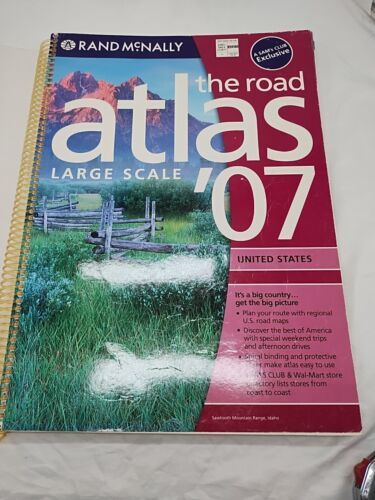 RAND McNALLY
A SAM'S CLUB
Exclusive
the road
atlas
LARGE SCALE
'07
UNITED STATES
It's a big country...
get the big picture
• Plan your route with regional
U.S. road maps
• Discover the best of America
with special weekend trips
and afternoon drives
• Spiral binding and protective
make atlas easy to use
CLUB & Wal-Mart store
directory lists stores from
coast to coast
Sawtooth Mountain Range, Idaho